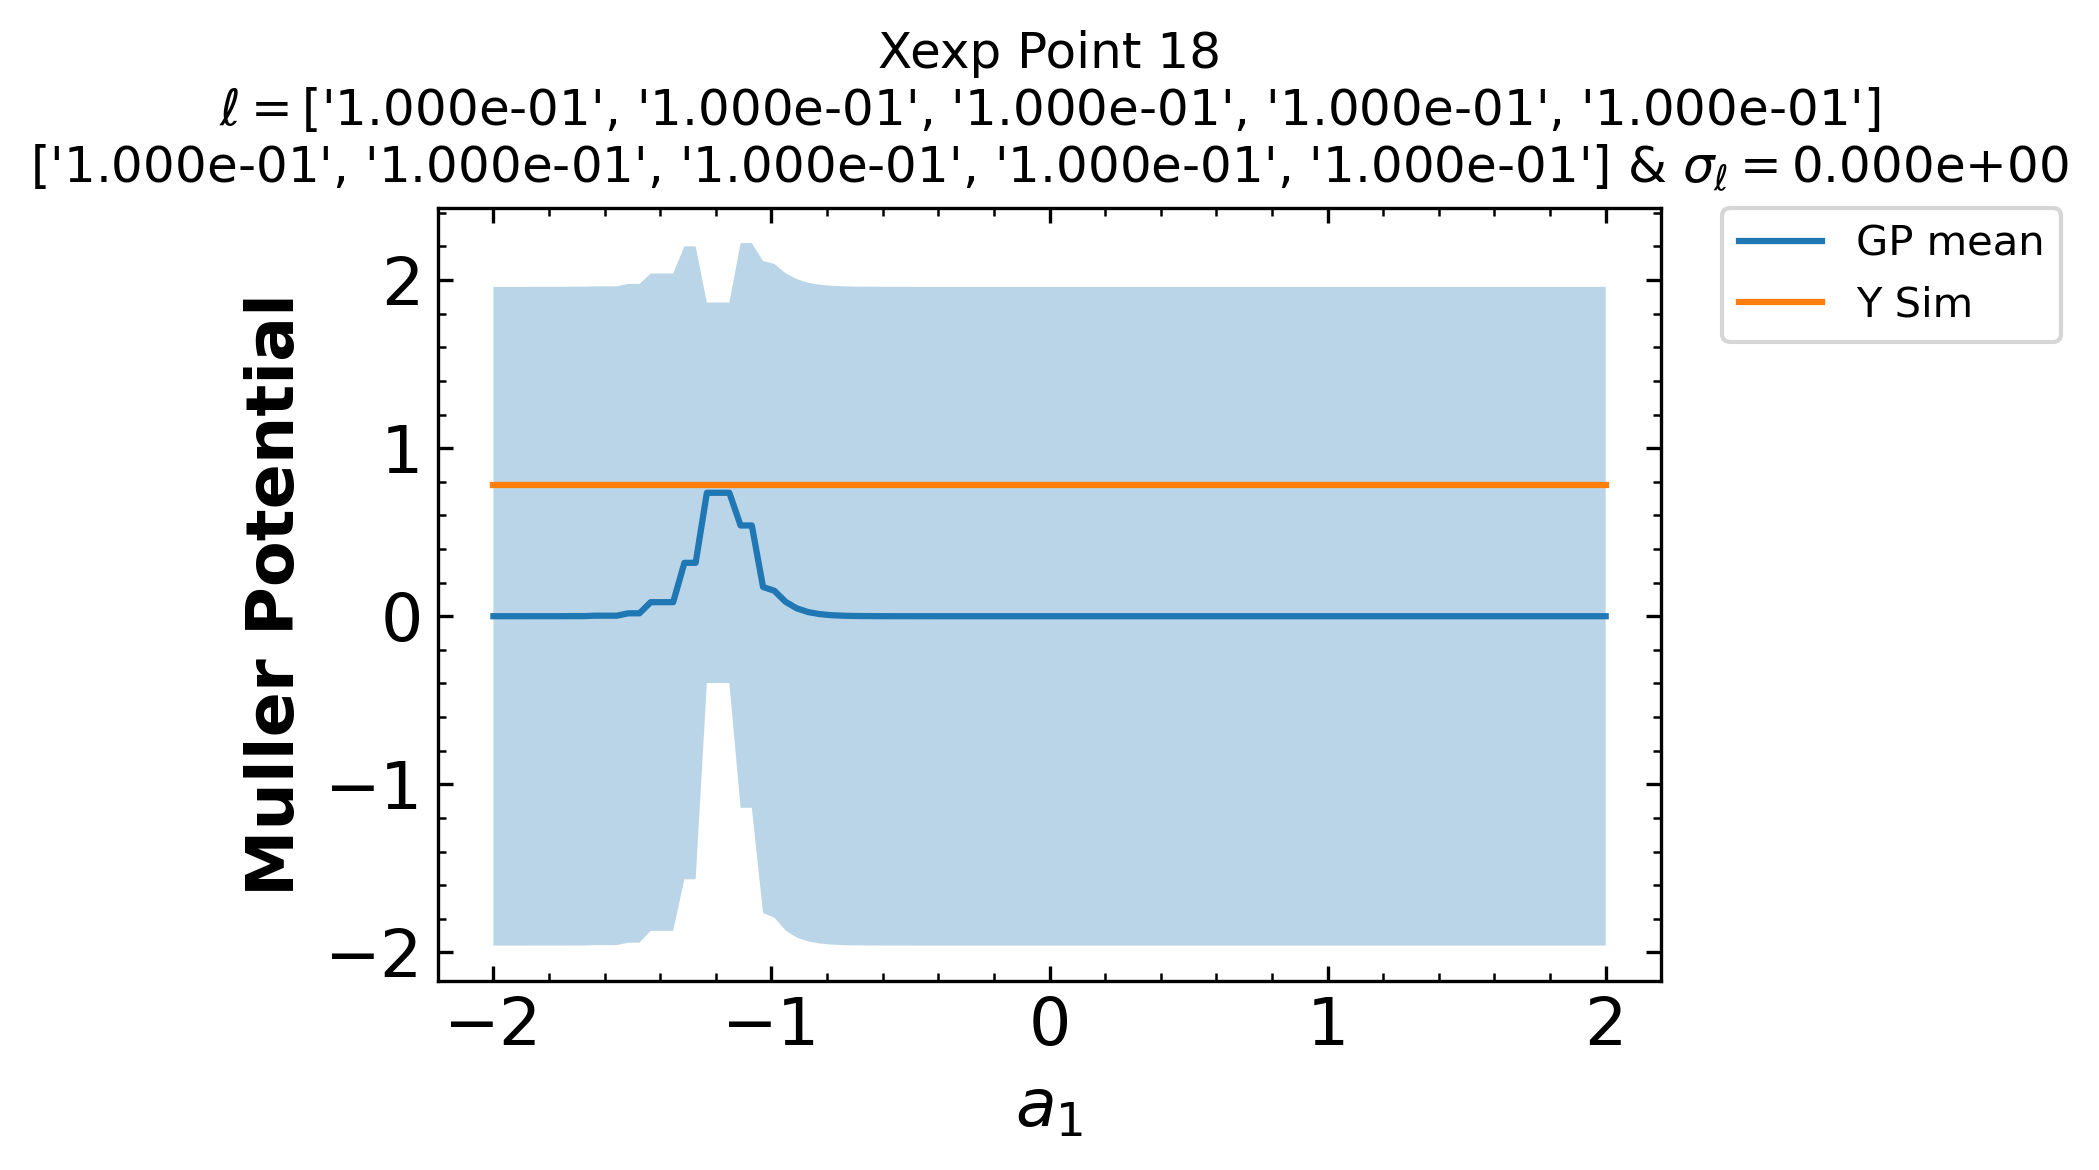 Xexp Point 18
ℓ = ['1.000e-01', '1.000e-01', '1.000e-01', '1.000e-01', '1.000e-01']
['1.000e-01', '1.000e-01', '1.000e-01', '1.000e-01', '1.000e-01'] & σℓ = 0.000e+00
GP mean
Y Sim
Muller Potential
2
1
0
−1
−2
−2 −1 0 1 2
a₁